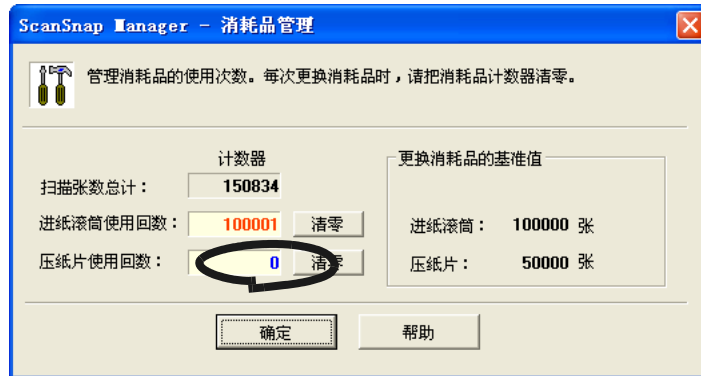 ScanSnap Manager - 消耗品管理
管理消耗品的使用次数。每次更换消耗品时，请把消耗品计数器清零。
计数器
扫描张数总计： 150834
进纸滚筒使用回数： 100001 清零
压纸片使用回数： 0 清零
更换消耗品的基准值
进纸滚筒： 100000 张
压纸片： 50000 张
确定 帮助